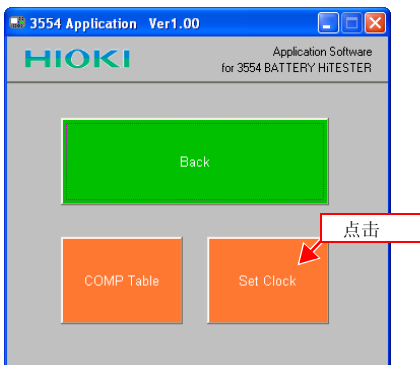 3554 Application   Ver1.00
HIOKI
Application Software
for 3554 BATTERY HiTESTER
Back
点击
COMP Table
Set Clock